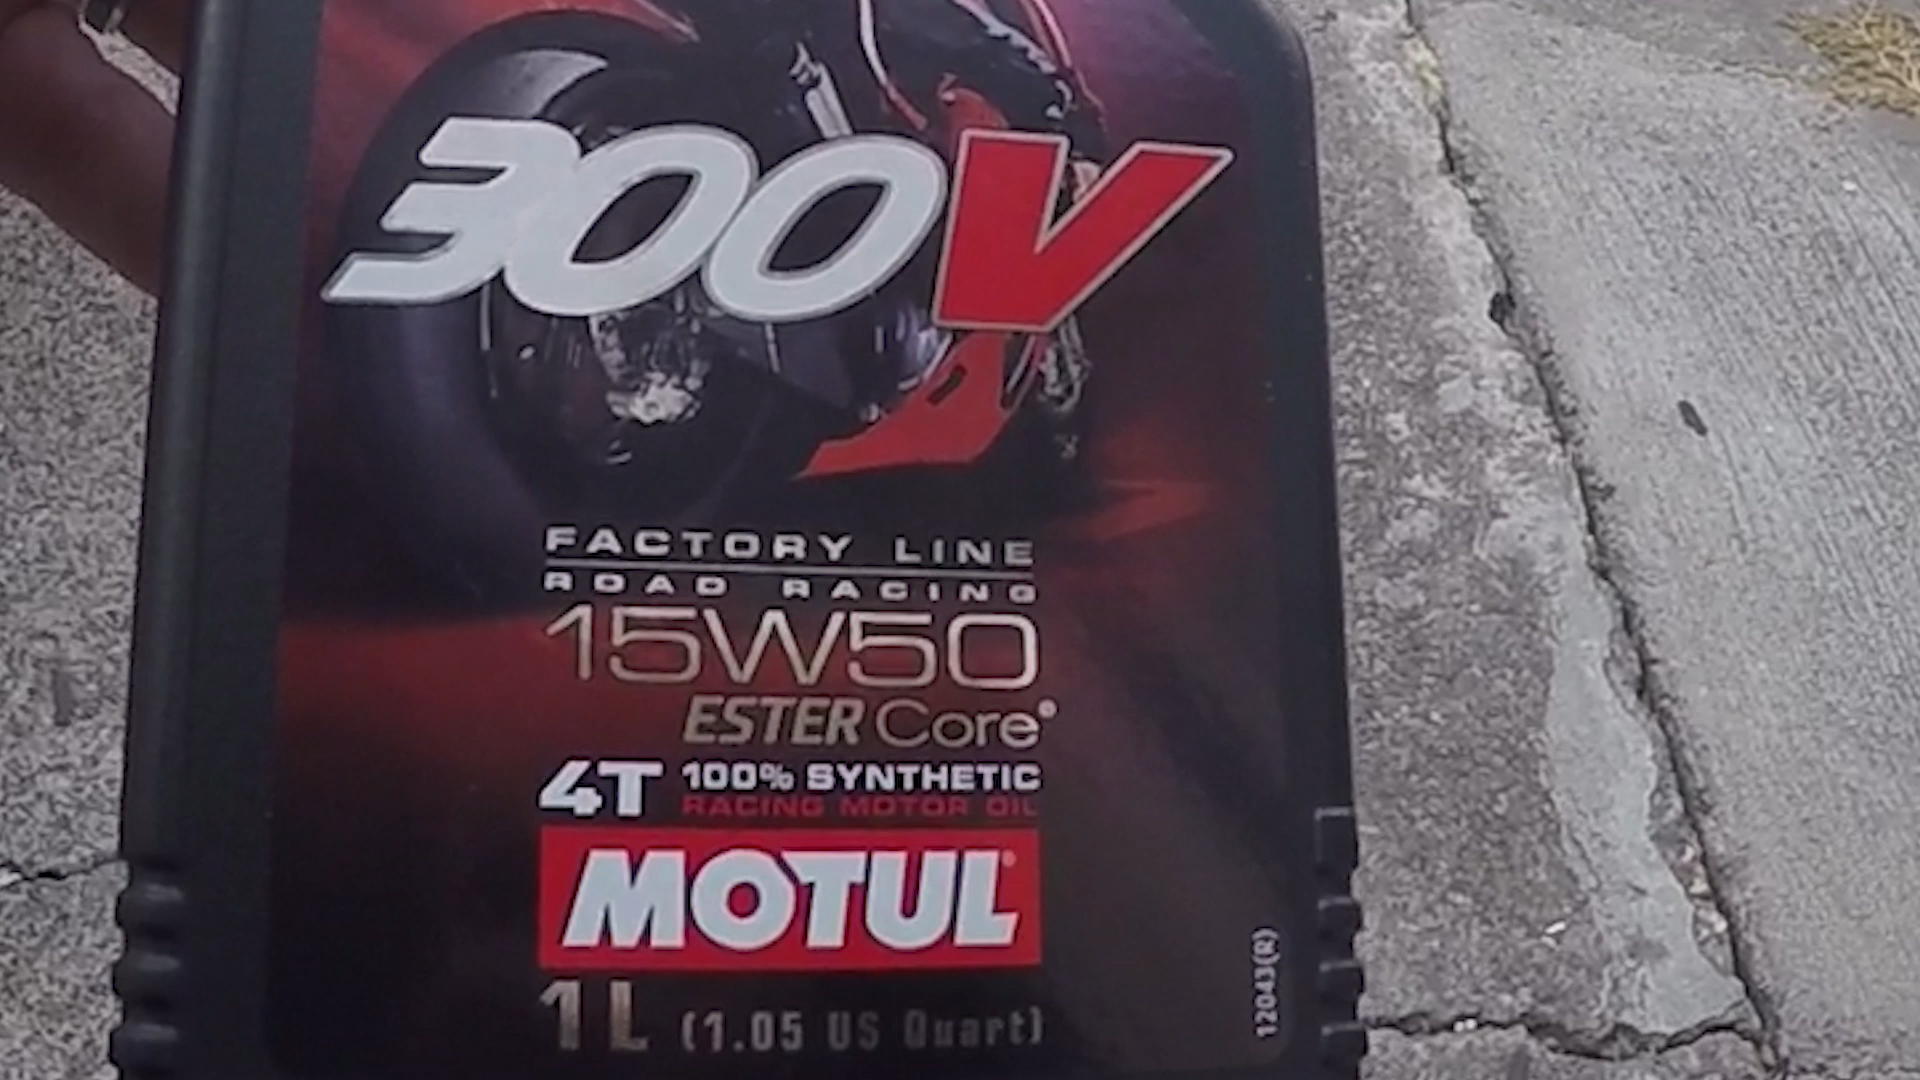 300V
FACTORY LINE
ROAD RACING
15W50
ESTER Core®
4T 100% SYNTHETIC
RACING MOTOR OIL
MOTUL®
1L (1.05 US Quart)
12043(R)